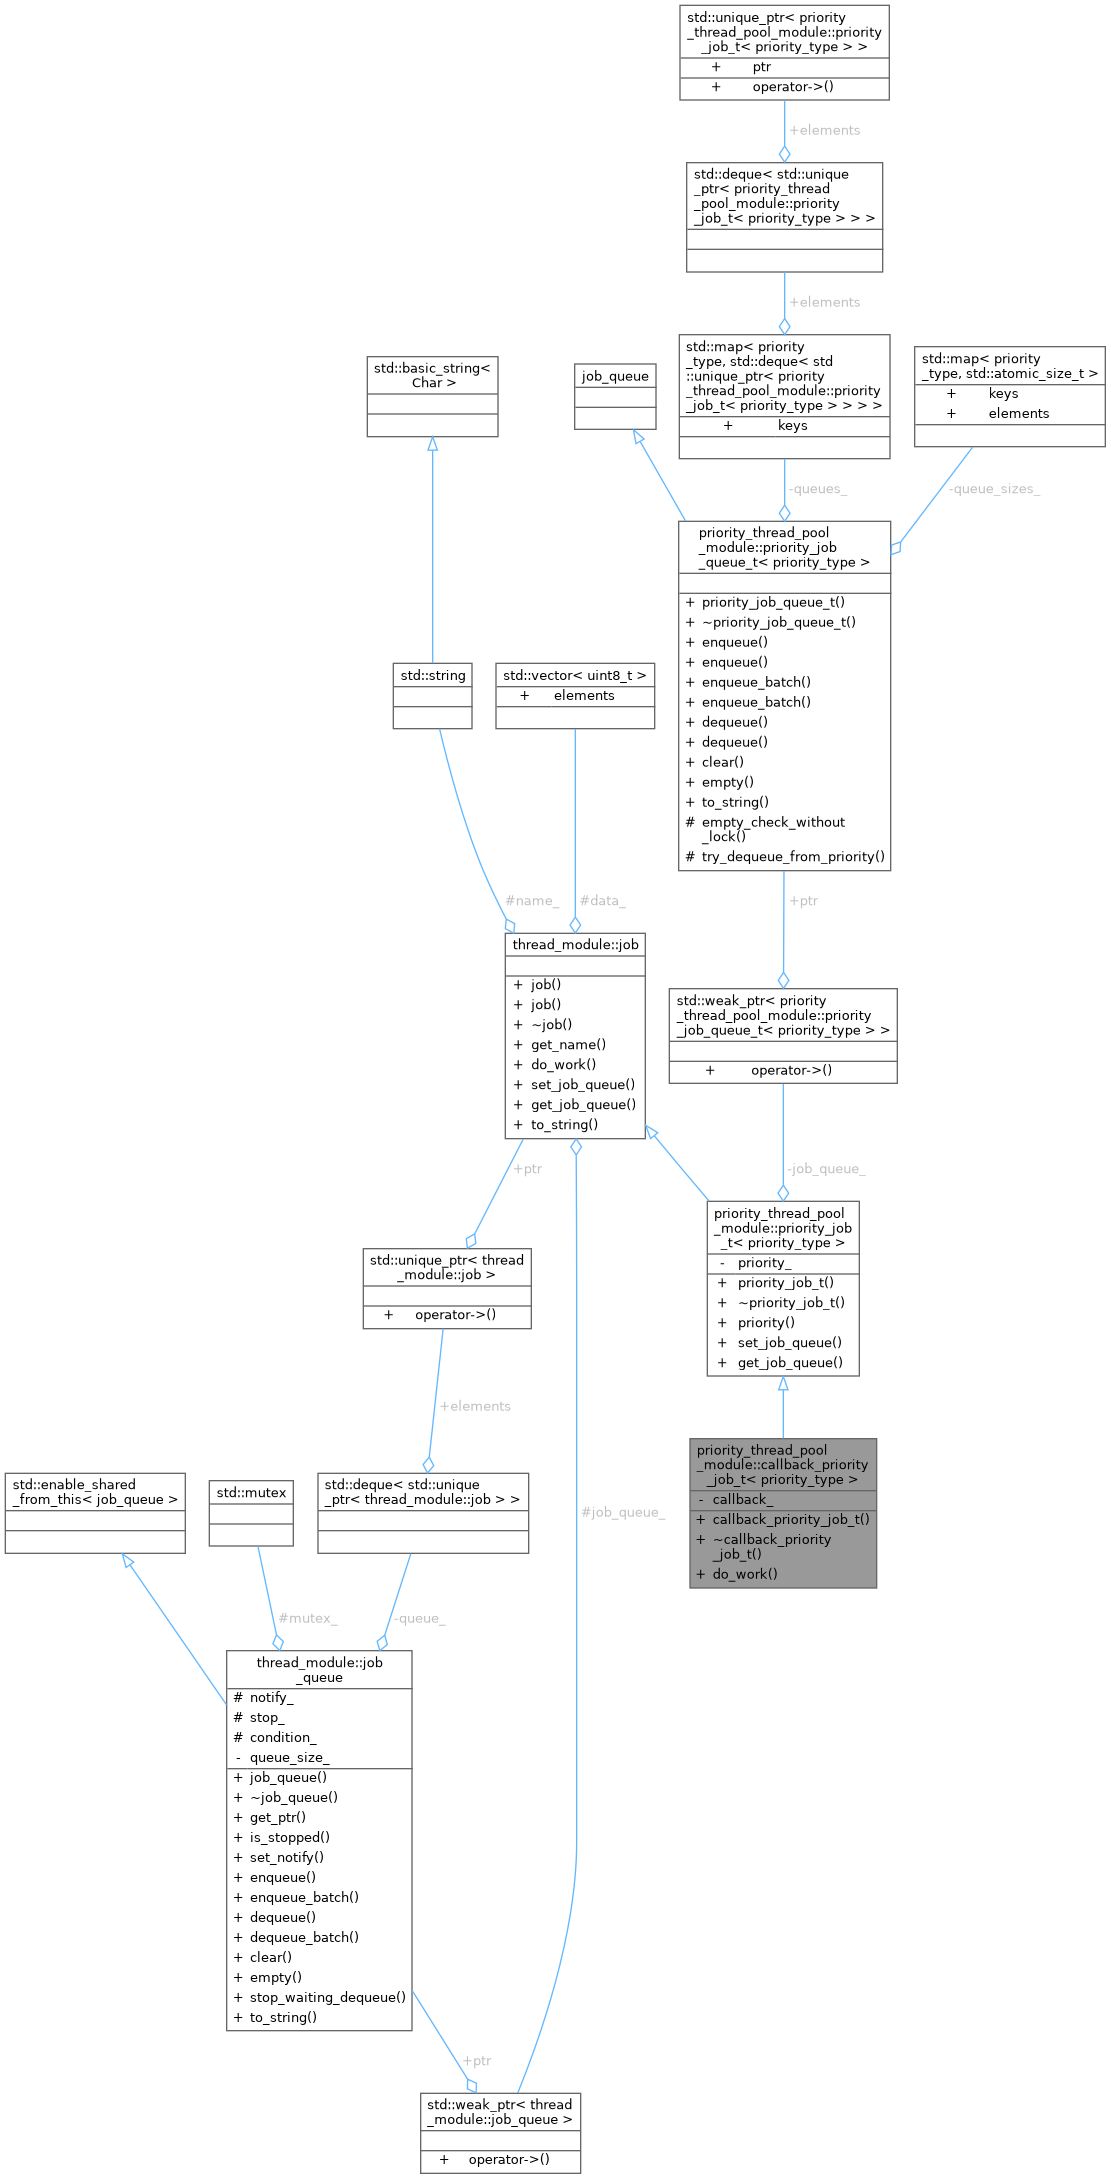 std::unique_ptr< priority
_thread_pool_module::priority
_job_t< priority_type > >
+ ptr
+ operator->()
+elements
std::deque< std::unique
_ptr< priority_thread
_pool_module::priority
_job_t< priority_type > > >
+elements
std::map< priority
_type, std::deque< std
::unique_ptr< priority
_thread_pool_module::priority
_job_t< priority_type > > > >
+ keys
std::map< priority
_type, std::atomic_size_t >
+ keys
+ elements
std::basic_string<
Char >
job_queue
-queues_
-queue_sizes_
priority_thread_pool
_module::priority_job
_queue_t< priority_type >
+ priority_job_queue_t()
+ ~priority_job_queue_t()
+ enqueue()
+ enqueue()
+ enqueue_batch()
+ enqueue_batch()
+ dequeue()
+ dequeue()
+ clear()
+ empty()
+ to_string()
# empty_check_without
_lock()
# try_dequeue_from_priority()
std::string
std::vector< uint8_t >
+ elements
#name_
#data_
+ptr
thread_module::job
+ job()
+ job()
+ ~job()
+ get_name()
+ do_work()
+ set_job_queue()
+ get_job_queue()
+ to_string()
std::weak_ptr< priority
_thread_pool_module::priority
_job_queue_t< priority_type > >
+ operator->()
+ptr
-job_queue_
priority_thread_pool
_module::priority_job
_t< priority_type >
- priority_
+ priority_job_t()
+ ~priority_job_t()
+ priority()
+ set_job_queue()
+ get_job_queue()
std::unique_ptr< thread
_module::job >
+ operator->()
+elements
priority_thread_pool
_module::callback_priority
_job_t< priority_type >
- callback_
+ callback_priority_job_t()
+ ~callback_priority
_job_t()
+ do_work()
std::enable_shared
_from_this< job_queue >
std::mutex
std::deque< std::unique
_ptr< thread_module::job > >
#job_queue_
#mutex_
-queue_
thread_module::job
_queue
# notify_
# stop_
# condition_
- queue_size_
+ job_queue()
+ ~job_queue()
+ get_ptr()
+ is_stopped()
+ set_notify()
+ enqueue()
+ enqueue_batch()
+ dequeue()
+ dequeue_batch()
+ clear()
+ empty()
+ stop_waiting_dequeue()
+ to_string()
+ptr
std::weak_ptr< thread
_module::job_queue >
+ operator->()